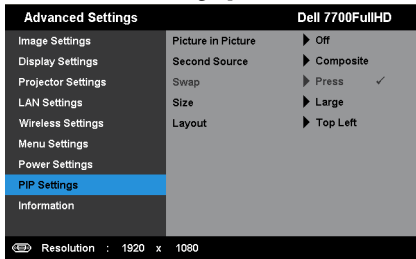 Advanced Settings Dell 7700FullHD
Image Settings Picture in Picture Off
Display Settings Second Source Composite
Projector Settings Swap Press
LAN Settings Size Large
Wireless Settings Layout Top Left
Menu Settings
Power Settings
PIP Settings
Information
Resolution : 1920 x 1080